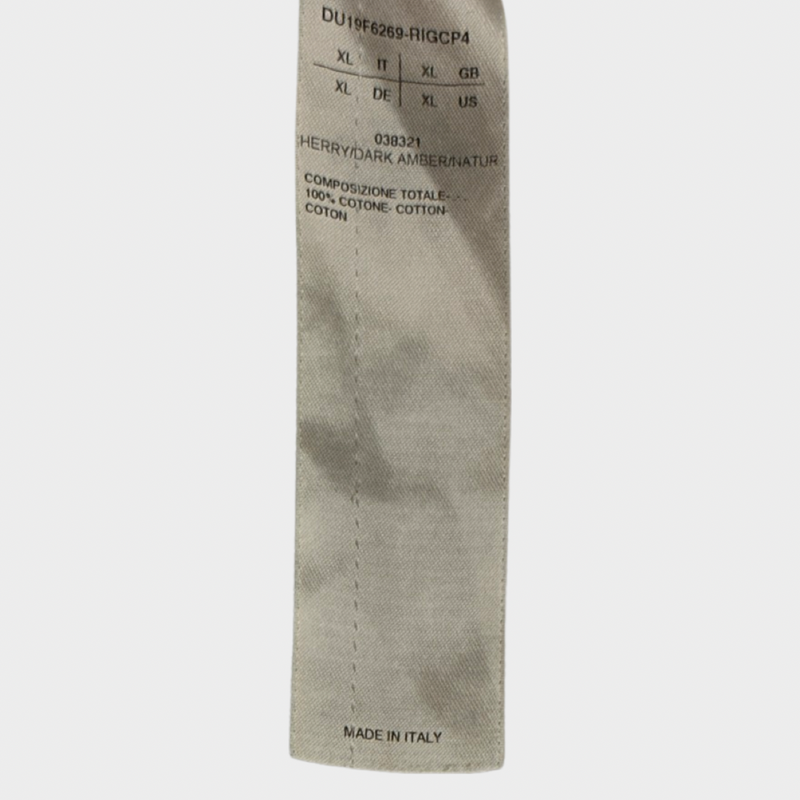 DU19F6269-RIGCP4
XL IT XL GB
XL DE XL US
038321
HERRY/DARK AMBER/NATUR
COMPOSIZIONE TOTALE-
100% COTONE- COTTON-
COTON
MADE IN ITALY